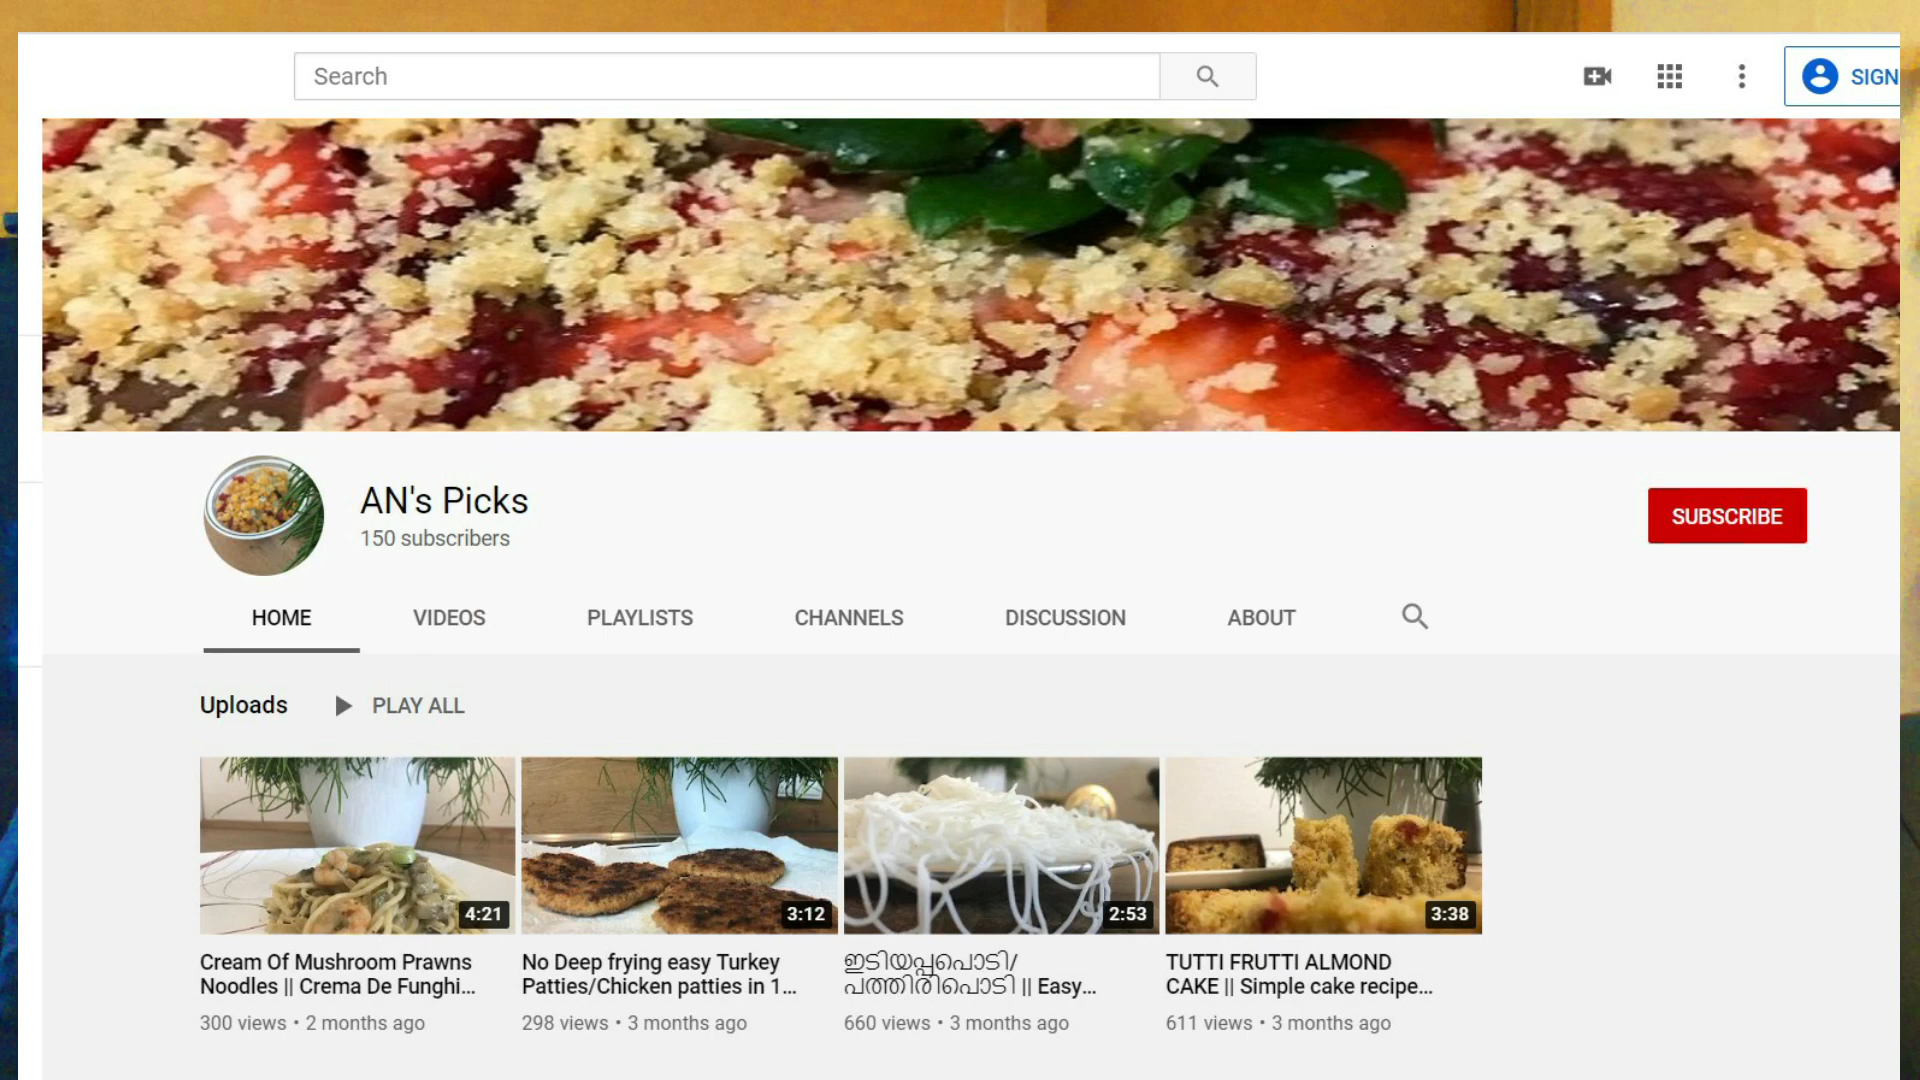 Search
SIGN
AN's Picks
150 subscribers
SUBSCRIBE
HOME VIDEOS PLAYLISTS CHANNELS DISCUSSION ABOUT
Uploads PLAY ALL
4:21 3:12 2:53 3:38
Cream Of Mushroom Prawns
Noodles || Crema De Funghi...
300 views • 2 months ago
No Deep frying easy Turkey
Patties/Chicken patties in 1...
298 views • 3 months ago
ഇടിയപ്പപൊടി/
പത്തിരിപൊടി || Easy...
660 views • 3 months ago
TUTTI FRUTTI ALMOND
CAKE || Simple cake recipe...
611 views • 3 months ago